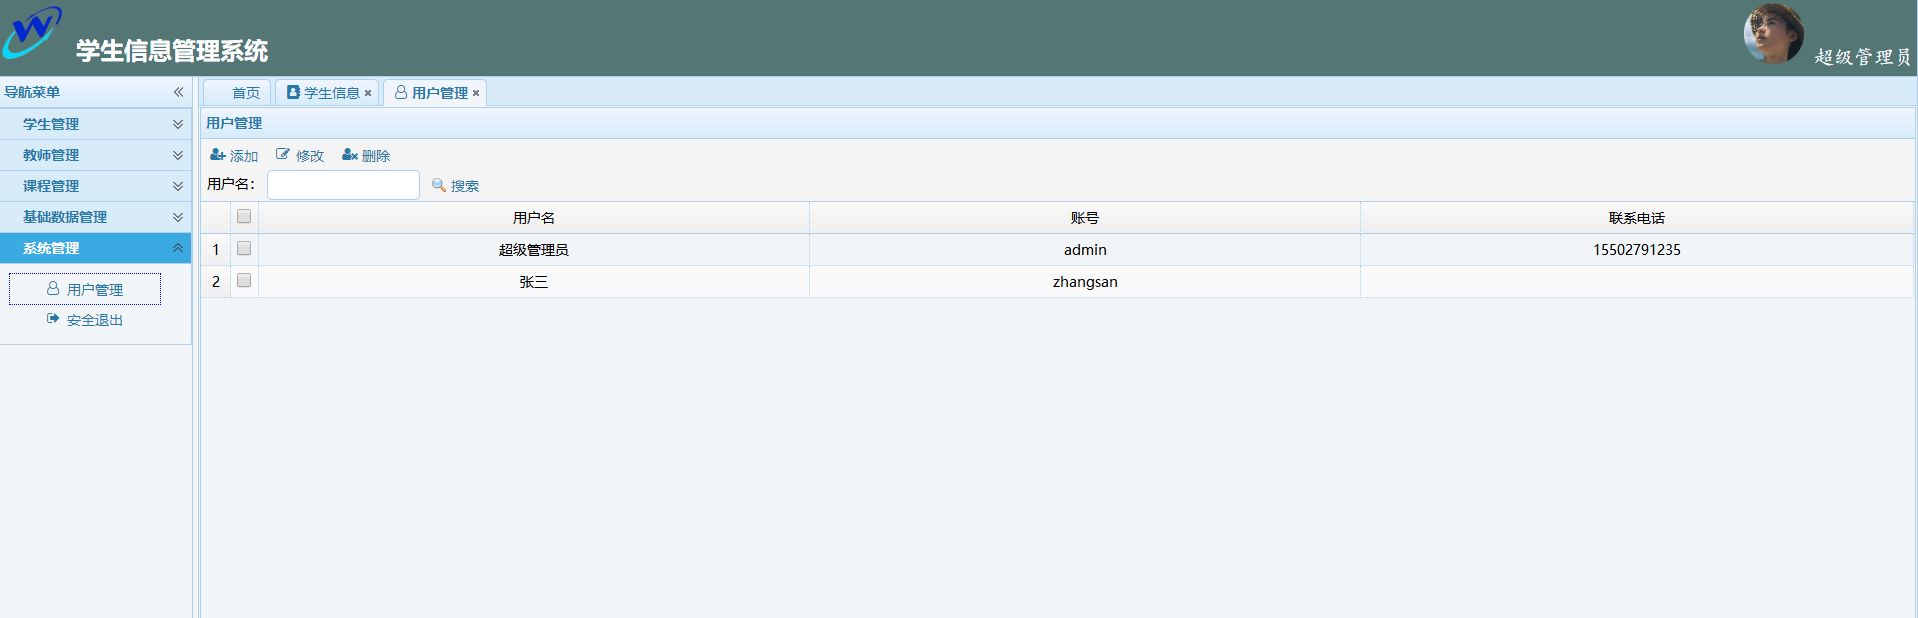 学生信息管理系统
超级管理员
导航菜单
学生管理
教师管理
课程管理
基础数据管理
系统管理
用户管理
安全退出
首页 学生信息 用户管理
用户管理
添加 修改 删除
用户名： 搜索
用户名 账号 联系电话
1 超级管理员 admin 15502791235
2 张三 zhangsan